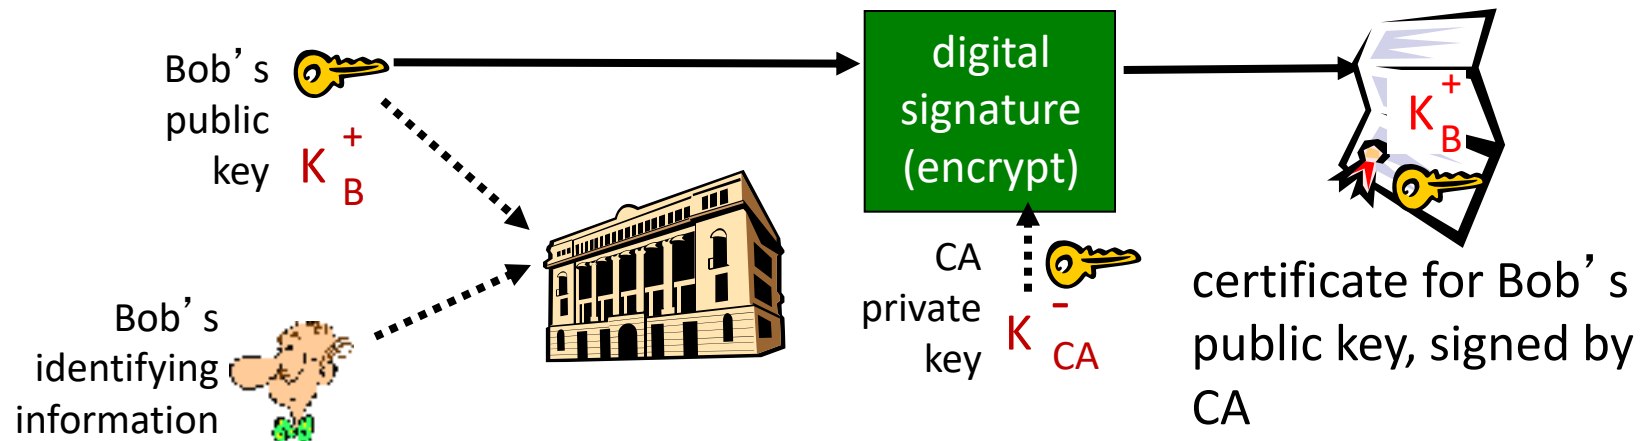 Bob's
public
key
K
+
B
Bob's
identifying
information
digital
signature
(encrypt)
CA
private
key
K
-
CA
K
+
B
certificate for Bob's
public key, signed by
CA